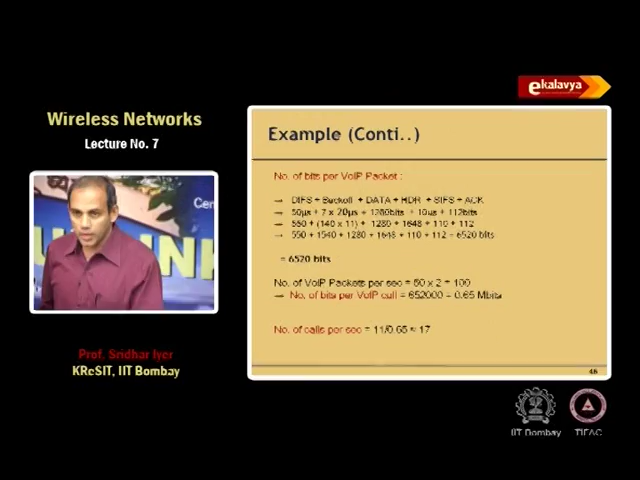 ekalavya
Wireless Networks
Lecture No. 7
Example (Conti..)
No. of bits per VoIP Packet :
→ DIFS + Backoff + DATA + HDR + SIFS + ACK
→ 50µs + 7 x 20µs + 1280bits + 10µs + 112bits
→ 550 + (140 x 11) + 1280 + 1648 + 110 + 112
→ 550 + 1540 + 1280 + 1648 + 110 + 112 = 6520 bits
= 6520 bits
No. of VoIP Packets per sec = 50 x 2 = 100
→ No. of bits per VoIP call = 652000 = 0.65 Mbits
No. of calls per sec = 11/0.65 ≈ 17
Prof. Sridhar Iyer
KReSIT, IIT Bombay
46
IIT Bombay
TIFAC